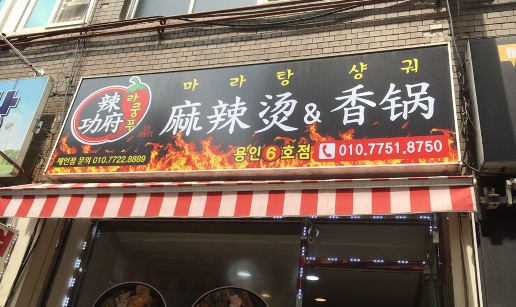 마라탕 샹궈
辣
功府
라쿵푸
麻辣烫&香锅
용인6호점 010.7751.8750
체인점 문의 010.7722.8889